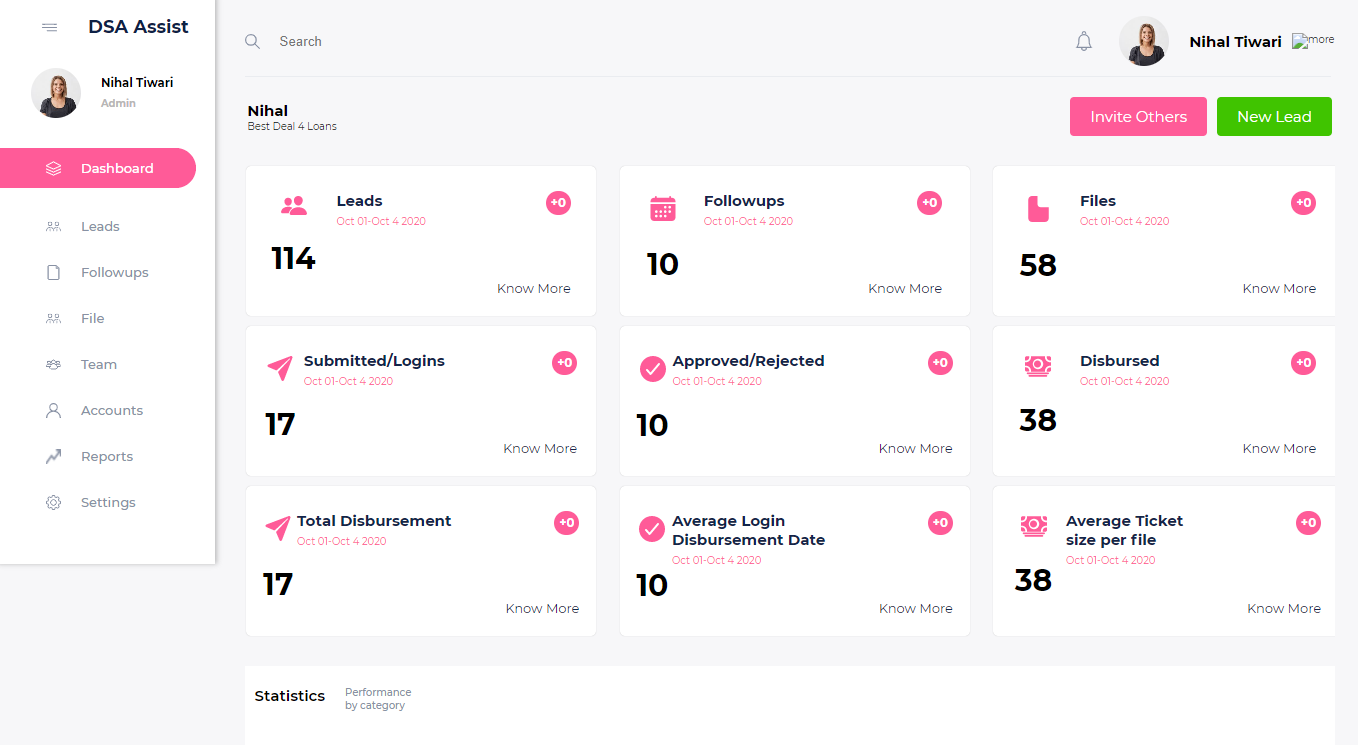 DSA Assist
Nihal Tiwari
Admin
Dashboard
Leads
Followups
File
Team
Accounts
Reports
Settings
Search
Nihal Tiwari
more
Nihal
Best Deal 4 Loans
Invite Others
New Lead
Leads
+0
Oct 01-Oct 4 2020
114
Know More
Followups
+0
Oct 01-Oct 4 2020
10
Know More
Files
+0
Oct 01-Oct 4 2020
58
Know More
Submitted/Logins
+0
Oct 01-Oct 4 2020
17
Know More
Approved/Rejected
+0
Oct 01-Oct 4 2020
10
Know More
Disbursed
+0
Oct 01-Oct 4 2020
38
Know More
Total Disbursement
+0
Oct 01-Oct 4 2020
17
Know More
Average Login
Disbursement Date
+0
Oct 01-Oct 4 2020
10
Know More
Average Ticket
size per file
+0
Oct 01-Oct 4 2020
38
Know More
Statistics
Performance
by category